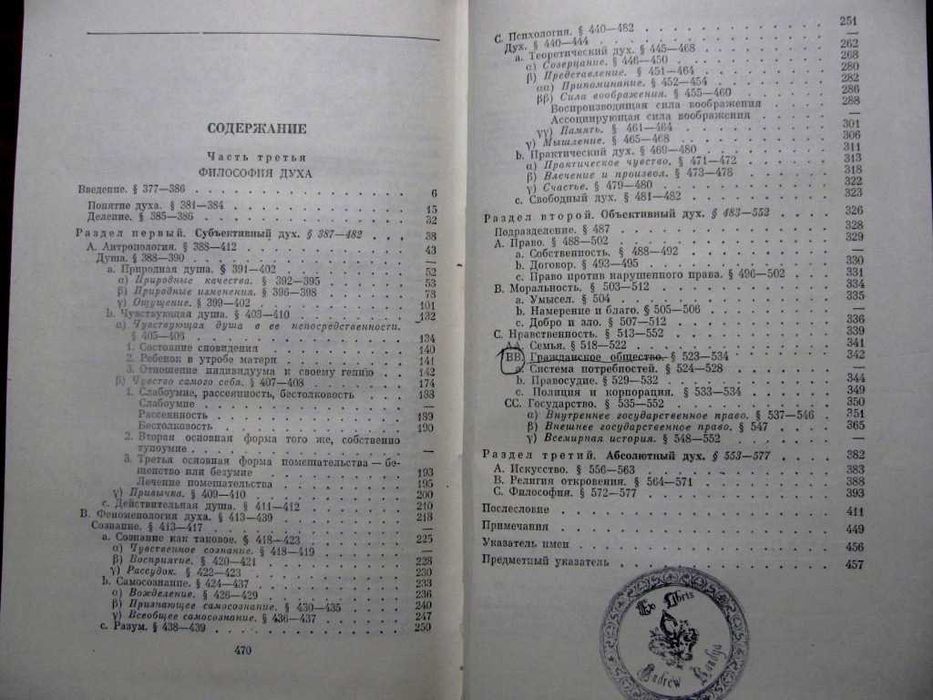 СОДЕРЖАНИЕ
Часть третья
ФИЛОСОФИЯ ДУХА
Введение. § 377—386 6
Понятие духа. § 381—384 15
Деление. § 385—386 32
Раздел первый. Субъективный дух. § 387—482 38
А. Антропология. § 388—412 43
Душа. § 388—390 —
a. Природная душа. § 391—402 52
α) Природные качества. § 392—395 53
β) Природные изменения. § 396—398 78
γ) Ощущение. § 399—402 101
b. Чувствующая душа. § 403—410 132
α) Чувствующая душа в ее непосредственности.
§ 405—406 134
1. Состояние сновидения 140
2. Ребенок в утробе матери 141
3. Отношение индивидуума к своему гению 142
β) Чувство самого себя. § 407—408 174
1. Слабоумие, рассеянность, бестолковость 188
Слабоумие —
Рассеянность 189
Бестолковость 190
2. Вторая основная форма того же, собственно
тупоумие —
3. Третья основная форма помешательства — бе-
шенство или безумие 193
Лечение помешательства 195
γ) Привычка. § 409—410 200
c. Действительная душа. § 411—412 210
В. Феноменология духа. § 413—439 218
Сознание. § 413—417 —
a. Сознание как таковое. § 418—423 225
α) Чувственное сознание. § 418—419 —
β) Восприятие. § 420—421 228
γ) Рассудок. § 422—423 230
b. Самосознание. § 424—437 233
α) Вожделение. § 426—429 236
β) Признающее самосознание. § 430—435 240
γ) Всеобщее самосознание. § 436—437 247
c. Разум. § 438—439 250
470
С. Психология. § 440—482 251
Дух. § 440—444 —
a. Теоретический дух. § 445—468 262
α) Созерцание. § 446—450 268
β) Представление. § 451—464 280
αα) Припоминание. § 452—454 282
ββ) Сила воображения. § 455—460 286
Воспроизводящая сила воображения 288
Ассоциирующая сила воображения —
γγ) Память. § 461—464 301
γ) Мышление. § 465—468 306
b. Практический дух. § 469—480 311
α) Практическое чувство. § 471—472 313
β) Влечение и произвол. § 473—478 318
γ) Счастье. § 479—480 322
c. Свободный дух. § 481—482 323
Раздел второй. Объективный дух. § 483—552 326
Подразделение. § 487 328
А. Право. § 488—502 329
a. Собственность. § 488—492 —
b. Договор. § 493—495 330
c. Право против нарушенного права. § 496—502 331
В. Моральность. § 503—512 334
a. Умысел. § 504 335
b. Намерение и благо. § 505—506 —
c. Добро и зло. § 507—512 336
С. Нравственность. § 513—552 339
АА. Семья. § 518—522 341
ВВ. Гражданское общество. § 523—534 342
a. Система потребностей. § 524—528 —
b. Правосудие. § 529—532 344
c. Полиция и корпорация. § 533—534 349
СС. Государство. § 535—552 350
α) Внутреннее государственное право. § 537—546 351
β) Внешнее государственное право. § 547 365
γ) Всемирная история. § 548—552 —
Раздел третий. Абсолютный дух. § 553—577 382
А. Искусство. § 556—563 383
В. Религия откровения. § 564—571 388
С. Философия. § 572—577 393
Послесловие 411
Примечания 449
Указатель имен 456
Предметный указатель 457
Ex Libris
Andrew